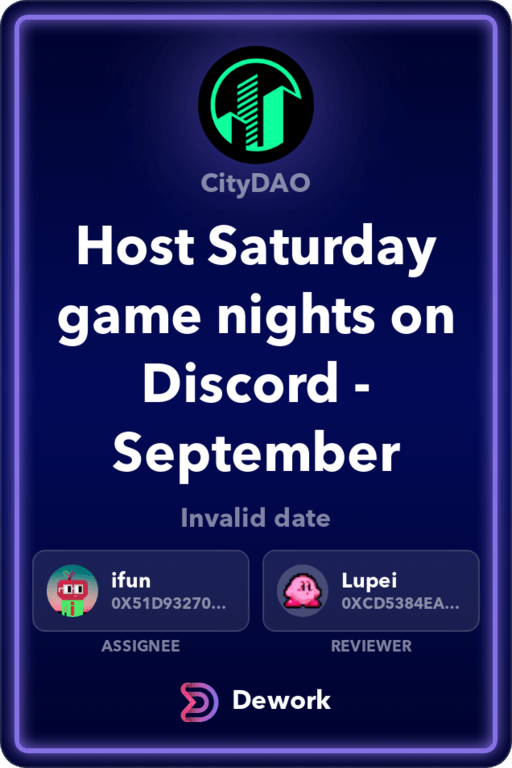 CityDAO
Host Saturday
game nights on
Discord -
September
Invalid date
ifun
0X51D93270...
Lupei
0XCD5384EA...
ASSIGNEE
REVIEWER
Dework